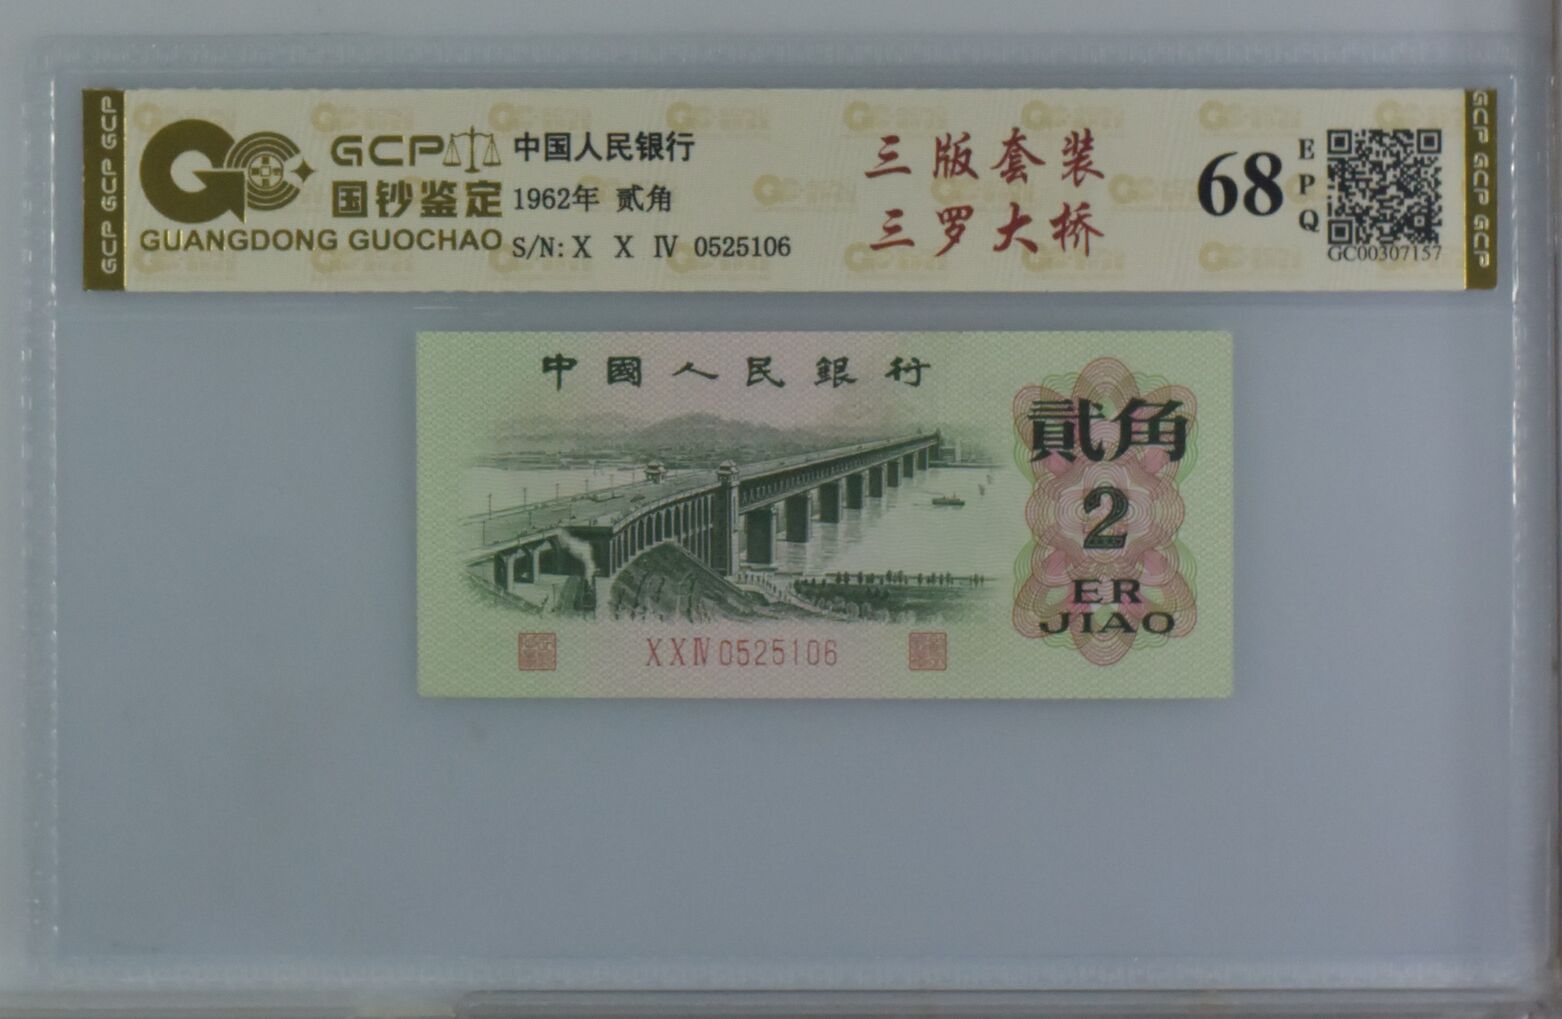 GCP
国钞鉴定
GUANGDONG GUOCHAO
中国人民银行
1962年 贰角
S/N: X X Ⅳ 0525106
三版套装
三罗大桥
68
EPQ
GC00307157
GCP GCP GCP
GCP GCP GCP
中國人民銀行
貳角
2
ER
JIAO
XXⅣ0525106